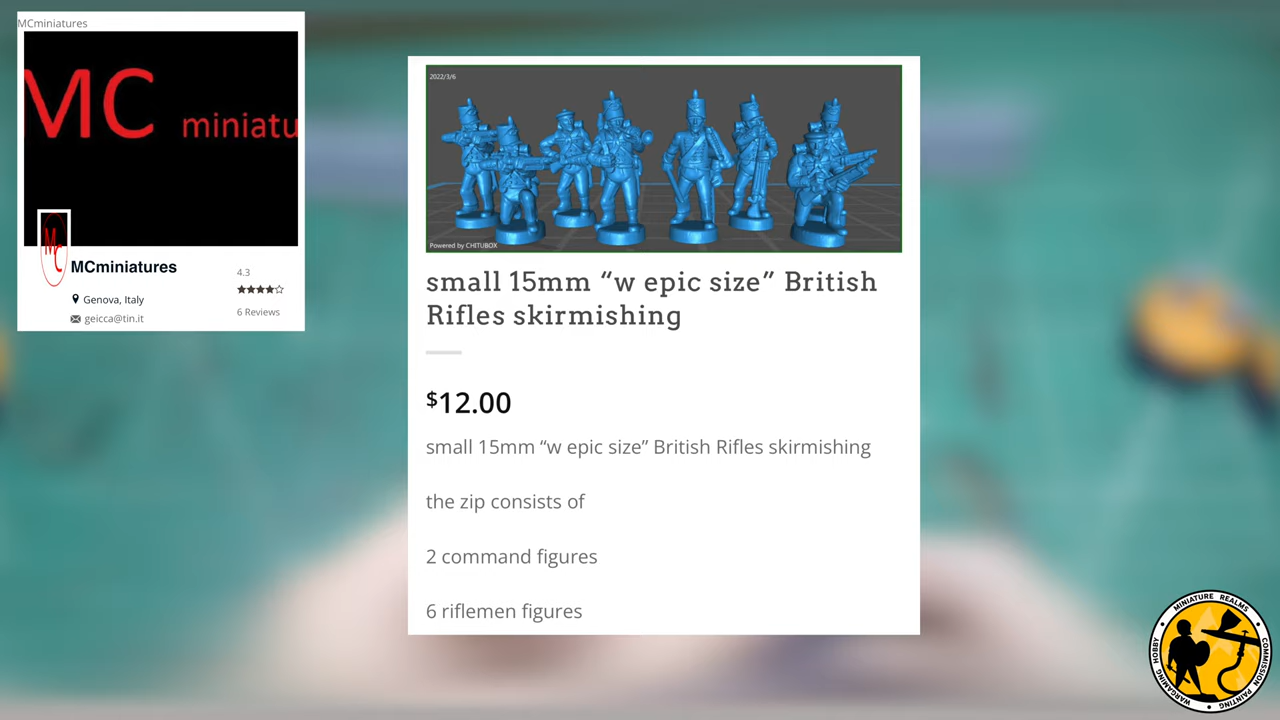 MCminiatures
MC miniatu
Mc
MCminiatures
Genova, Italy
geicca@tin.it
4.3
6 Reviews
2022/3/6
Powered by CHITUBOX
small 15mm “w epic size” British
Rifles skirmishing
$12.00
small 15mm “w epic size” British Rifles skirmishing
the zip consists of
2 command figures
6 riflemen figures
MINIATURE REALMS
WARGAMING HOBBY
COMMISSION PAINTING